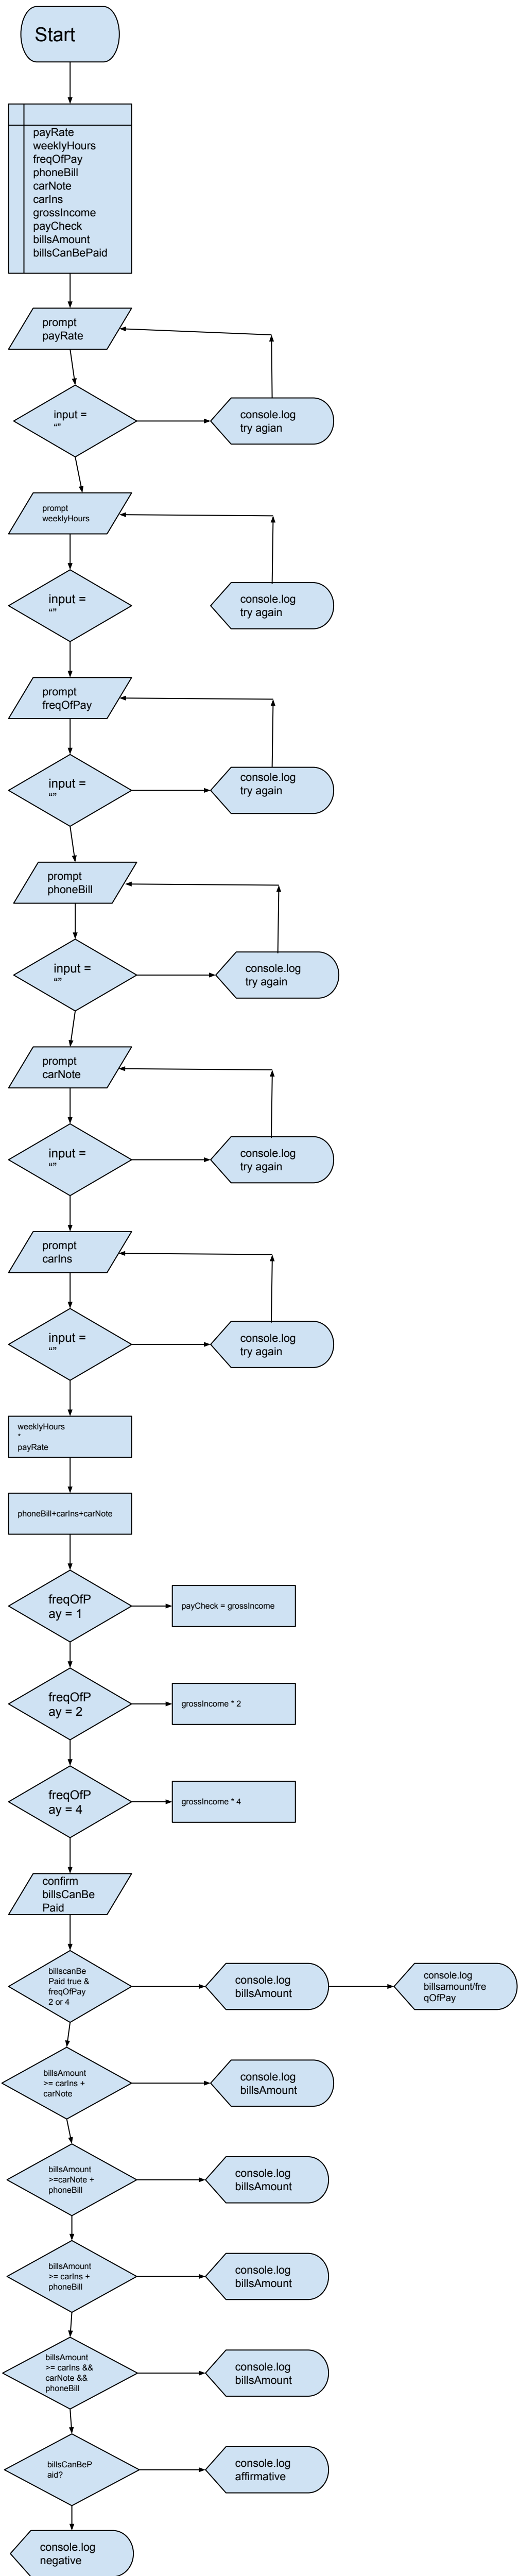 Start
payRate
weeklyHours
freqOfPay
phoneBill
carNote
carIns
grossIncome
payCheck
billsAmount
billsCanBePaid
prompt
payRate
input =
“”
console.log
try agian
prompt
weeklyHours
input =
“”
console.log
try again
prompt
freqOfPay
input =
“”
console.log
try again
prompt
phoneBill
input =
“”
console.log
try again
prompt
carNote
input =
“”
console.log
try again
prompt
carIns
input =
“”
console.log
try again
weeklyHours
*
payRate
phoneBill+carIns+carNote
freqOfP
ay = 1
payCheck = grossIncome
freqOfP
ay = 2
grossIncome * 2
freqOfP
ay = 4
grossIncome * 4
confirm
billsCanBe
Paid
billscanBe
Paid true &
freqOfPay
2 or 4
console.log
billsAmount
console.log
billsamount/fre
qOfPay
billsAmount
>= carIns +
carNote
console.log
billsAmount
billsAmount
>=carNote +
phoneBill
console.log
billsAmount
billsAmount
>= carIns +
phoneBill
console.log
billsAmount
billsAmount
>= carIns &&
carNote &&
phoneBill
console.log
billsAmount
billsCanBeP
aid?
console.log
affirmative
console.log
negative